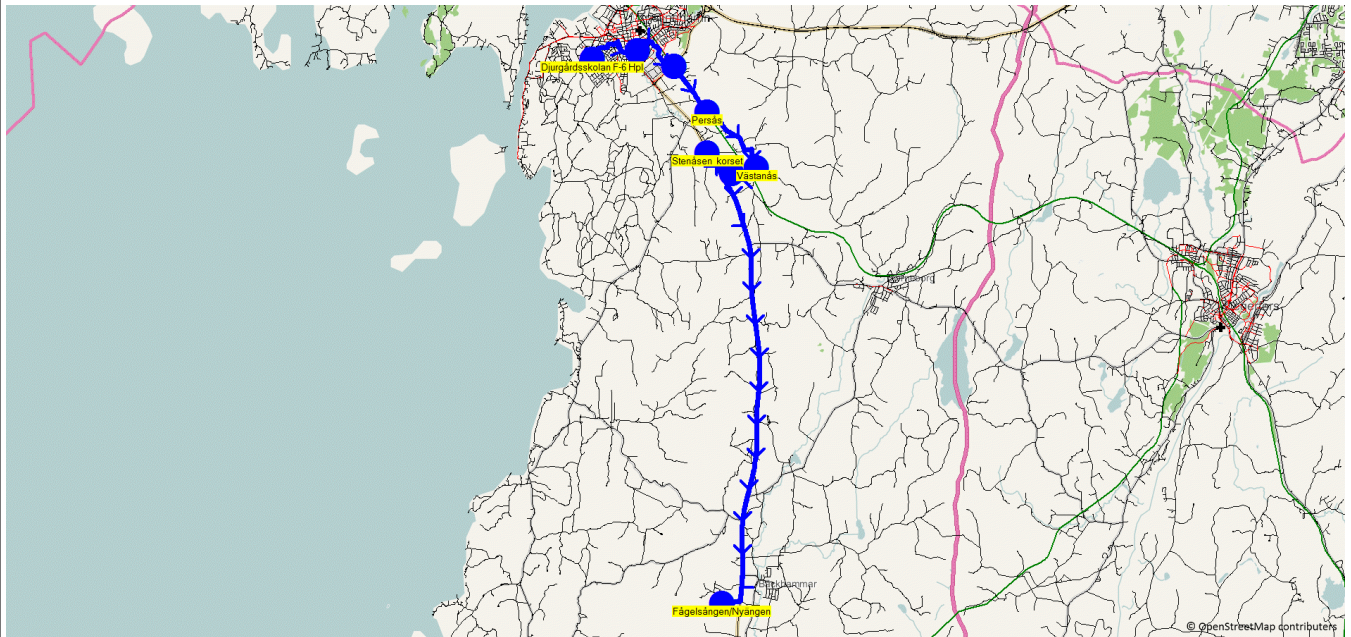 Djurgårdsskolan F-6 Hpl
Persås
Stenåsen korset
Västanås
Fågelsången/Nyängen
© OpenStreetMap contributors